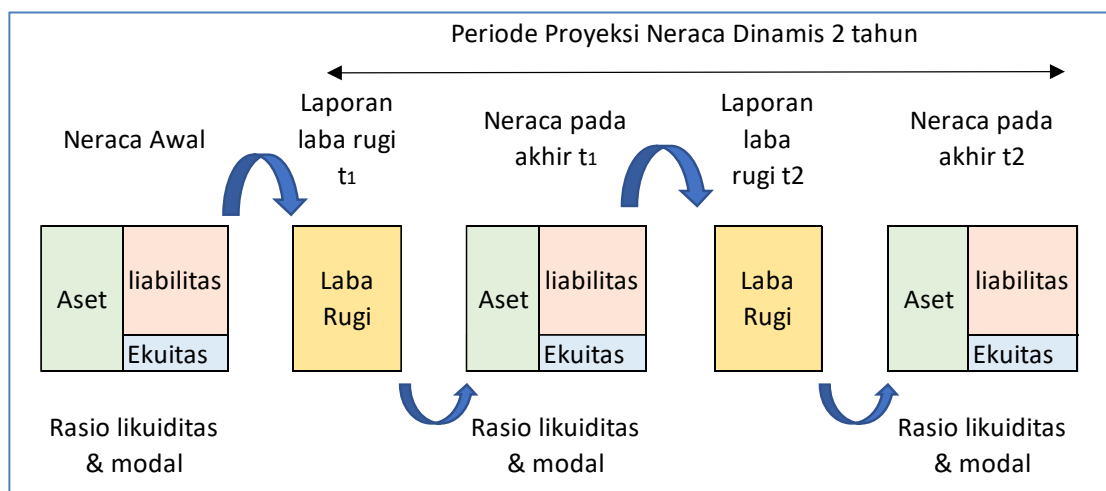 Periode Proyeksi Neraca Dinamis 2 tahun
Neraca Awal
Laporan
laba rugi
t1
Neraca pada
akhir t1
Laporan
laba
rugi t2
Neraca pada
akhir t2
Aset
liabilitas
Ekuitas
Laba
Rugi
Aset
liabilitas
Ekuitas
Laba
Rugi
Aset
liabilitas
Ekuitas
Rasio likuiditas
& modal
Rasio likuiditas
& modal
Rasio likuiditas
& modal